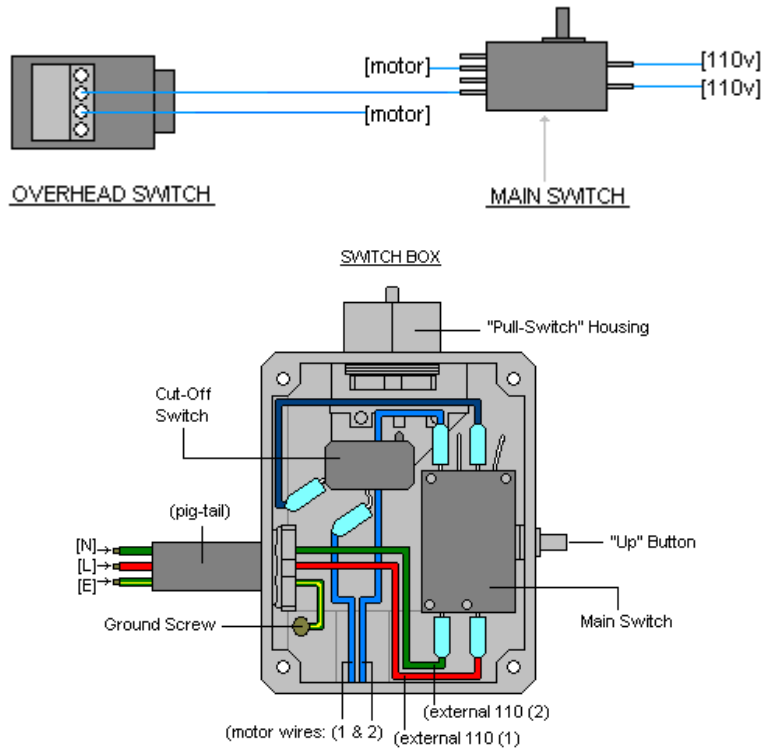 [motor]
[110v]
[110v]
[motor]
OVERHEAD SWITCH
MAIN SWITCH
SWITCH BOX
"Pull-Switch" Housing
Cut-Off
Switch
(pig-tail)
[N]
[L]
[E]
"Up" Button
Ground Screw
Main Switch
(motor wires: (1 & 2)
(external 110 (2)
(external 110 (1)